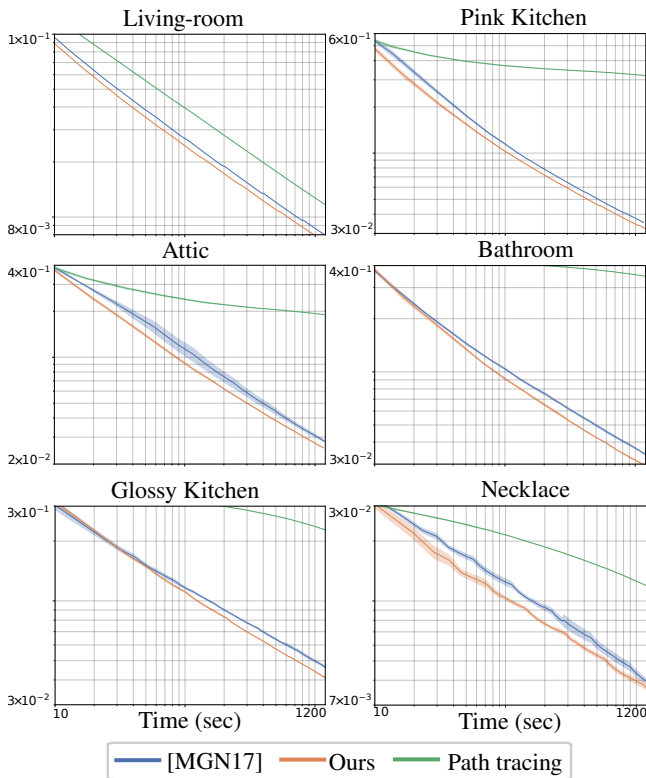 Living-room
Pink Kitchen
1×10⁻¹
8×10⁻³
6×10⁻¹
3×10⁻²
Attic
Bathroom
4×10⁻¹
2×10⁻²
4×10⁻¹
3×10⁻²
Glossy Kitchen
Necklace
3×10⁻¹
3×10⁻²
3×10⁻²
7×10⁻³
10 Time (sec) 1200
10 Time (sec) 1200
[MGN17] Ours Path tracing